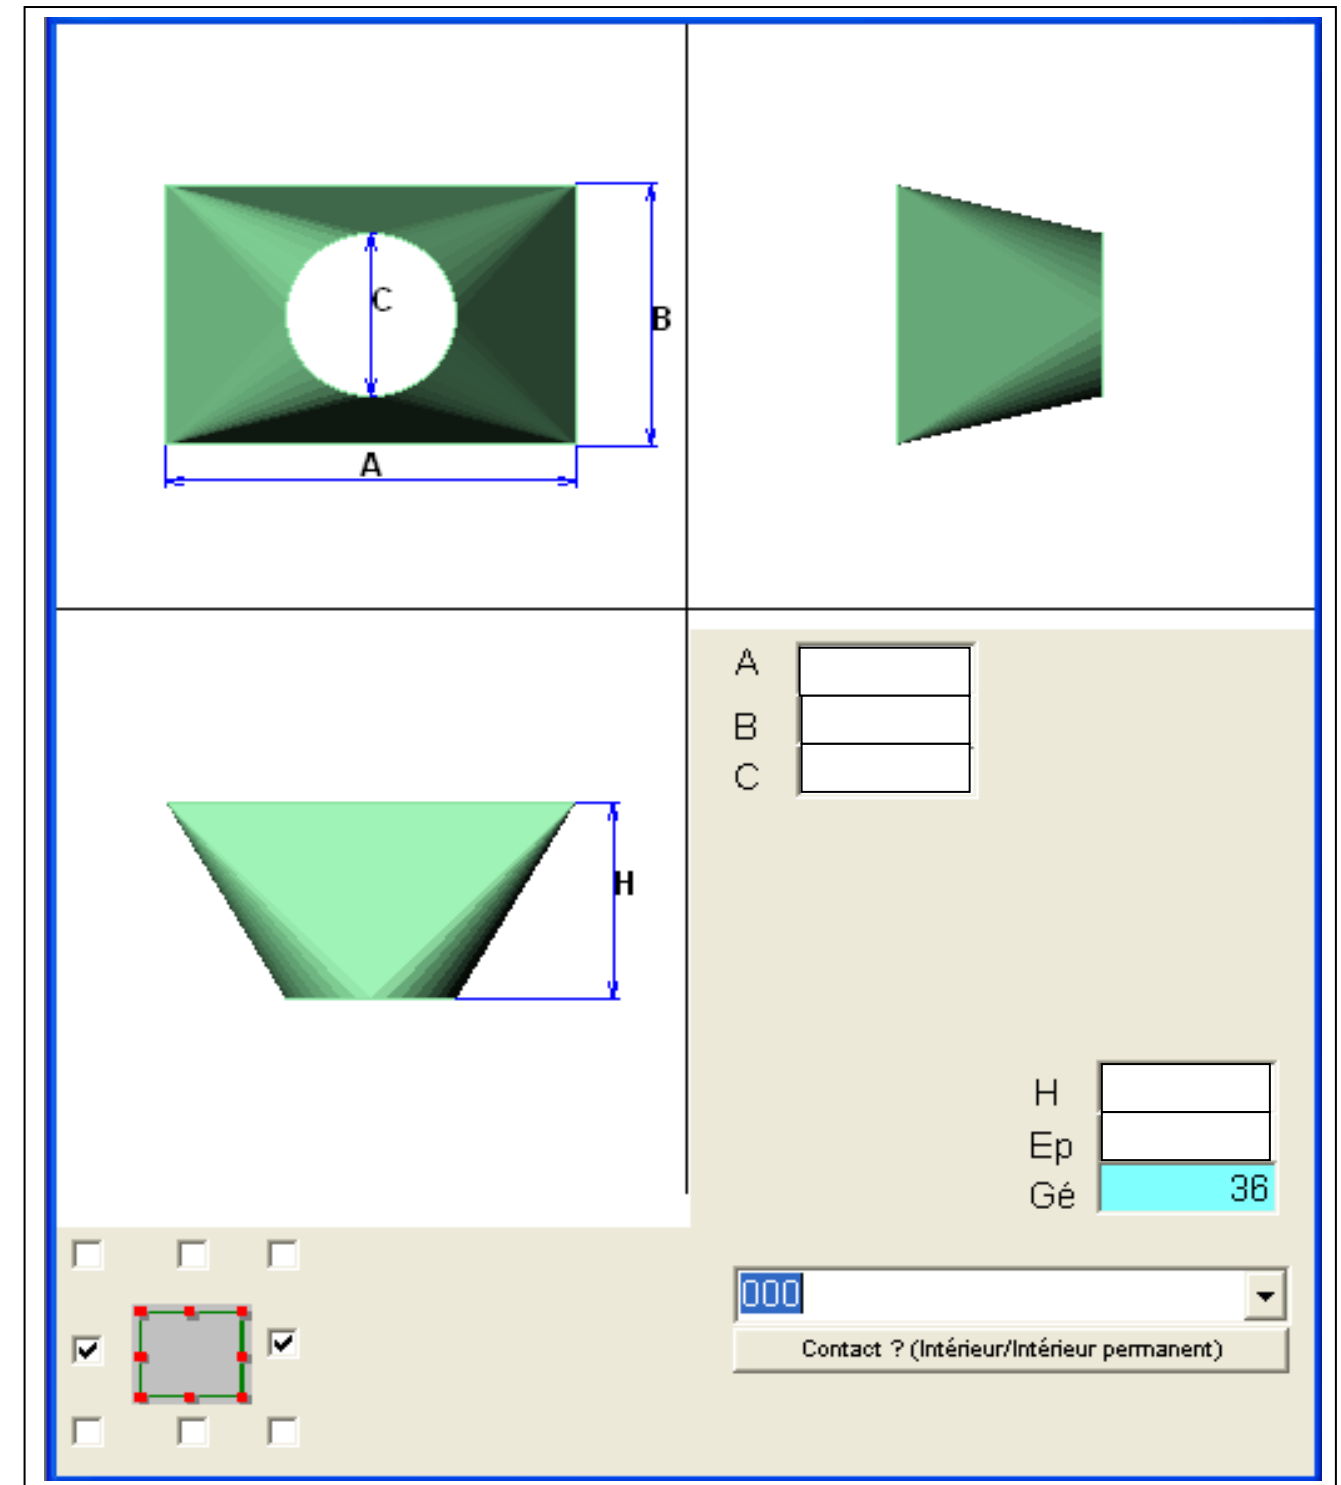 C
B
A
H
A
B
C
H
Ep
Gé 36
000
Contact ? (Intérieur/Intérieur permanent)